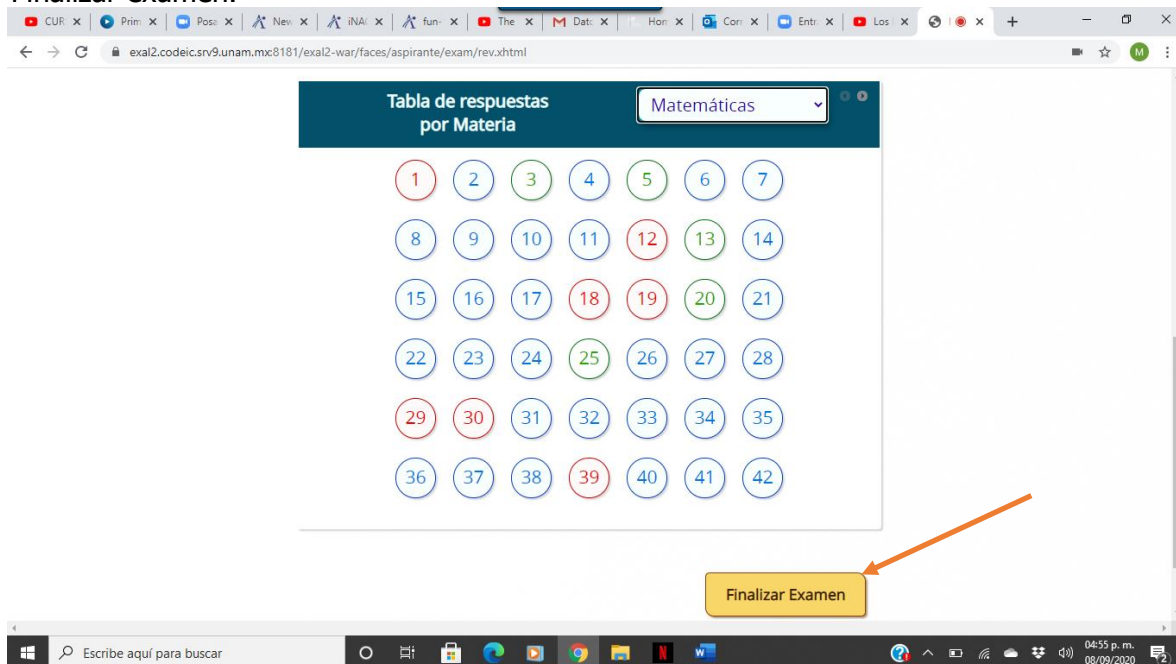 Finalizar examen.
CUR Prim Posa New iNAC fun- The Dato Hom Corr Entr Los
exal2.codeic.srv9.unam.mx:8181/exal2-war/faces/aspirante/exam/rev.xhtml M
Tabla de respuestas
por Materia
Matemáticas
1 2 3 4 5 6 7
8 9 10 11 12 13 14
15 16 17 18 19 20 21
22 23 24 25 26 27 28
29 30 31 32 33 34 35
36 37 38 39 40 41 42
Finalizar Examen
Escribe aquí para buscar
04:55 p. m.
08/09/2020